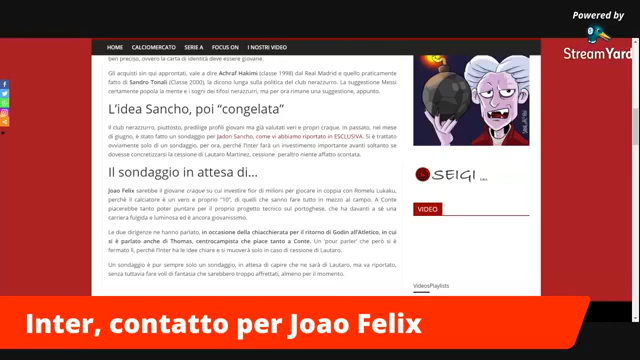 Powered by
StreamYard
HOME CALCIOMERCATO SERIE A FOCUS ON I NOSTRI VIDEO
ben preciso, ovvero la carta di identità deve essere giovane.
Gli acquisti sin qui approntati, vale a dire Achraf Hakimi (classe 1998) dal Real Madrid e quello praticamente
fatto di Sandro Tonali (Classe 2000), la dicono lunga sulla politica del club nerazzurro. La suggestione Messi
certamente popola la mente e i sogni dei tifosi nerazzurri, ma per ora rimane una suggestione, appunto.
L'idea Sancho, poi "congelata"
Il club nerazzurro, piuttosto, predilige profili giovani ma già valutati veri e propri craque. In passato, nel mese
di giugno, è stato fatto un sondaggio per Jadon Sancho, come vi abbiamo riportato in ESCLUSIVA. Si è trattato
ovviamente solo di un sondaggio, per ora, perché l'Inter farà un investimento importante avanti soltanto se
dovesse concretizzarsi la cessione di Lautaro Martinez, cessione peraltro niente affatto scontata.
Il sondaggio in attesa di...
Joao Felix sarebbe il giovane craque su cui investire fior di milioni per giocare in coppia con Romelu Lukaku,
perché il calciatore è un vero e proprio "10", di quelli che sanno fare tutto in mezzo al campo. A Conte
piacerebbe tanto poter puntare per il proprio progetto tecnico sul portoghese, che ha davanti a sé una
carriera fulgida e luminosa ed è ancora giovanissimo.
Le due dirigenze ne hanno parlato, in occasione della chiacchierata per il ritorno di Godin all'Atletico, in cui
si è parlato anche di Thomas, centrocampista che piace tanto a Conte. Un 'pour parler' che però si è
fermato lì, perché l'Inter ha le idee chiare e si muoverà solo in caso di cessione di Lautaro.
Un sondaggio è pur sempre solo un sondaggio, in attesa di capire che ne sarà di Lautaro, ma va riportato,
senza tuttavia fare voli di fantasia che sarebbero troppo affrettati, almeno per il momento.
SEIGI
VIDEO
VideosPlaylists
Inter, contatto per Joao Felix